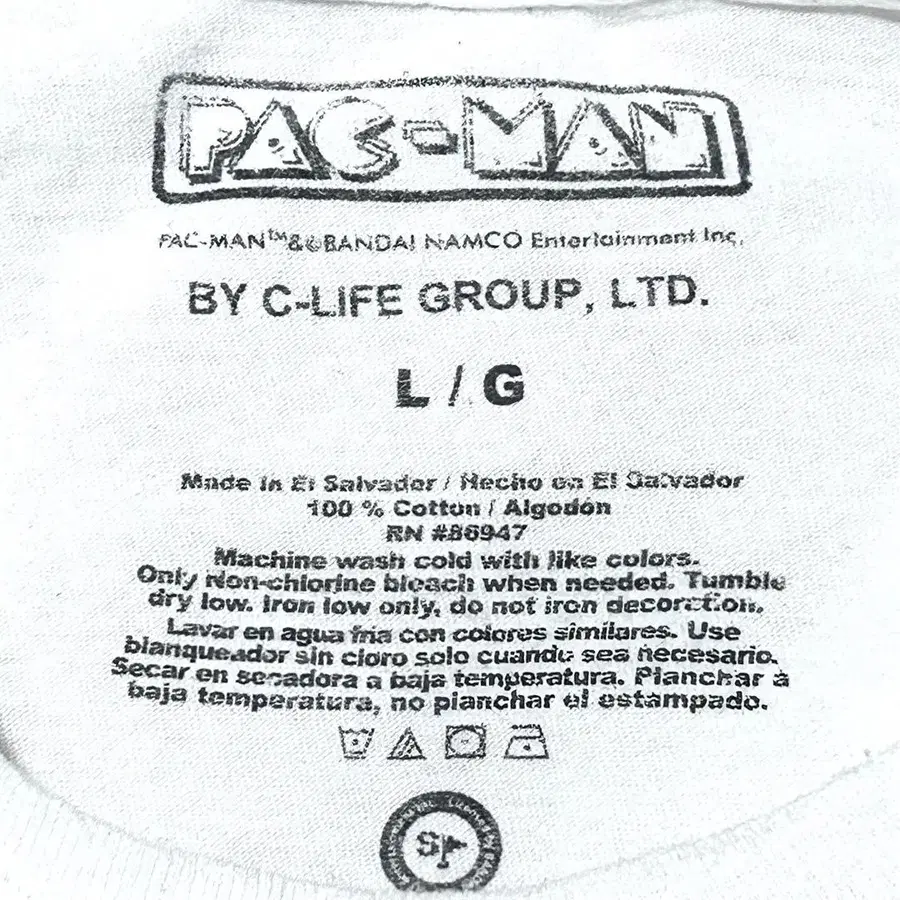 PAC-MAN
PAC-MAN™&©BANDAI NAMCO Entertainment Inc.
BY C-LIFE GROUP, LTD.
L / G
Made in El Salvador / Hecho en El Salvador
100 % Cotton / Algodón
RN #86947
Machine wash cold with like colors.
Only Non-chlorine bleach when needed. Tumble
dry low. Iron low only, do not iron decoration.
Lavar en agua fria con colores similares. Use
blanqueador sin cloro solo cuando sea necesario.
Secar en secadora a baja temperatura. Planchar a
baja temperatura, no planchar el estampado.